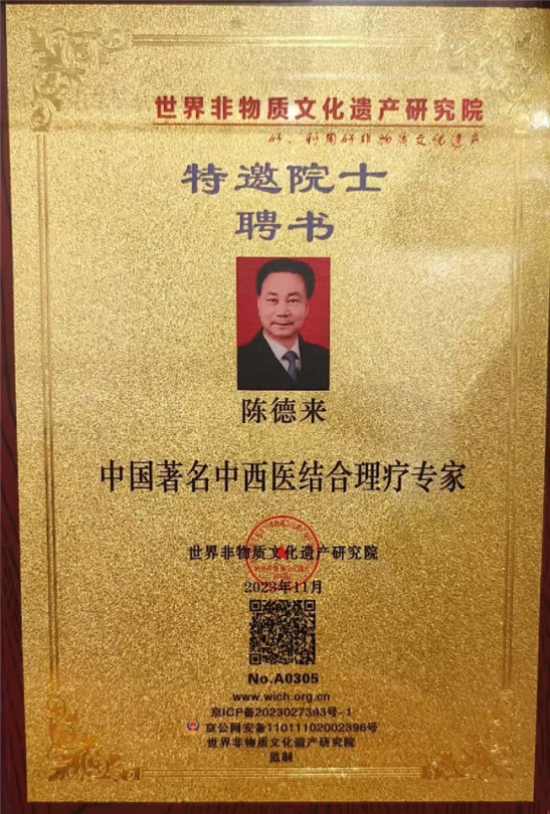 世界非物质文化遗产研究院
特邀院士
聘书
陈德来
中国著名中西医结合理疗专家
世界非物质文化遗产研究院
2023年11月
No.A0305
www.wich.org.cn
京ICP备2023027393号-1
京公网安备11011102002396号
世界非物质文化遗产研究院
监制